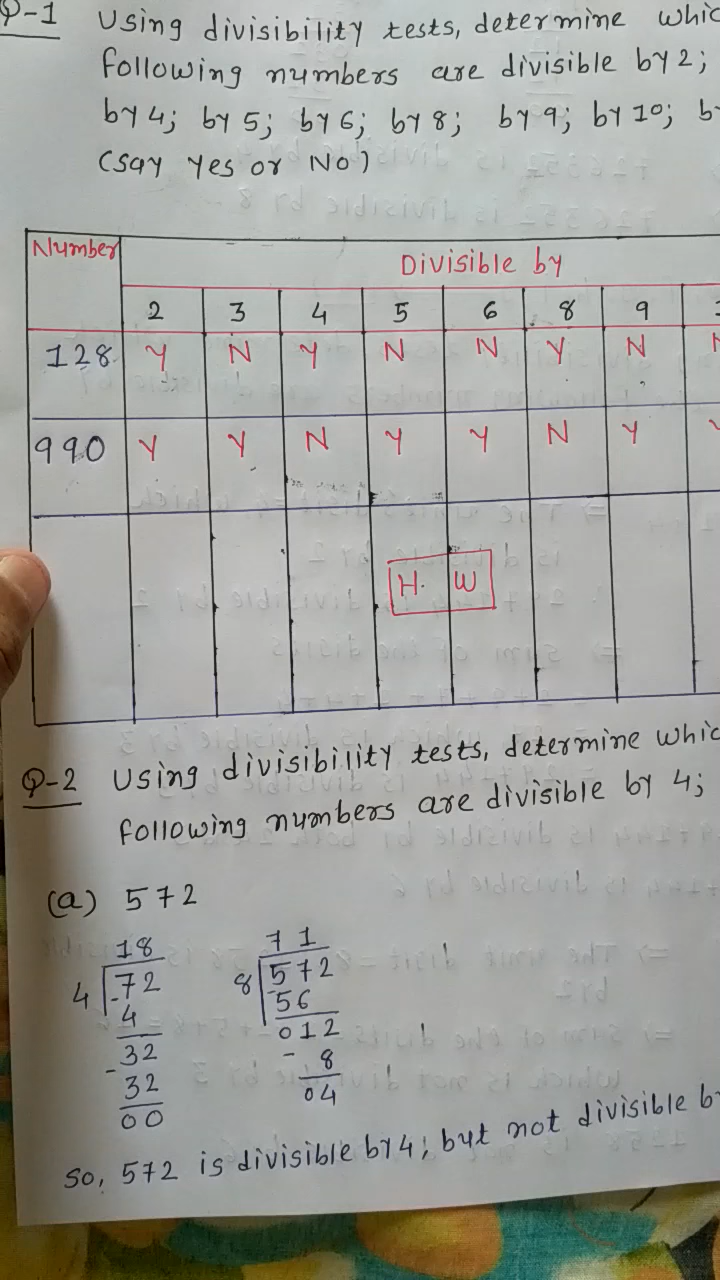 Q-1 Using divisibility tests, determine whic
following numbers are divisible by 2;
by 4; by 5; by 6; by 8; by 9; by 10; b
(say yes or No)
Number Divisible by
2 3 4 5 6 8 9 1
128 Y N Y N N Y N N
990 Y Y N Y Y N Y Y
H.W
Q-2 Using divisibility tests, determine whic
following numbers are divisible by 4;
(a) 572
18 71
4 72 8 572
-4 56
-32 012
32 - 8
00 04
So, 572 is divisible by 4; but not divisible b